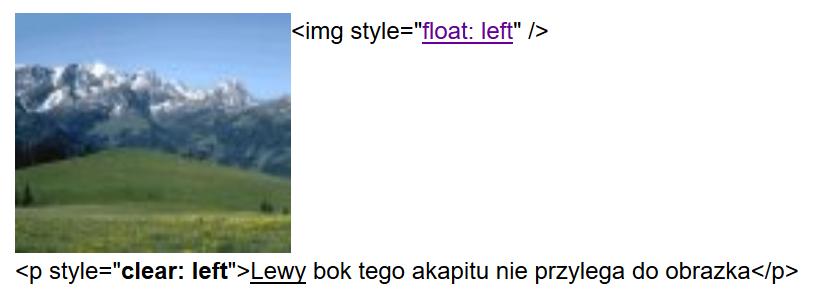 <img style="float: left" />
<p style="clear: left">Lewy bok tego akapitu nie przylega do obrazka</p>